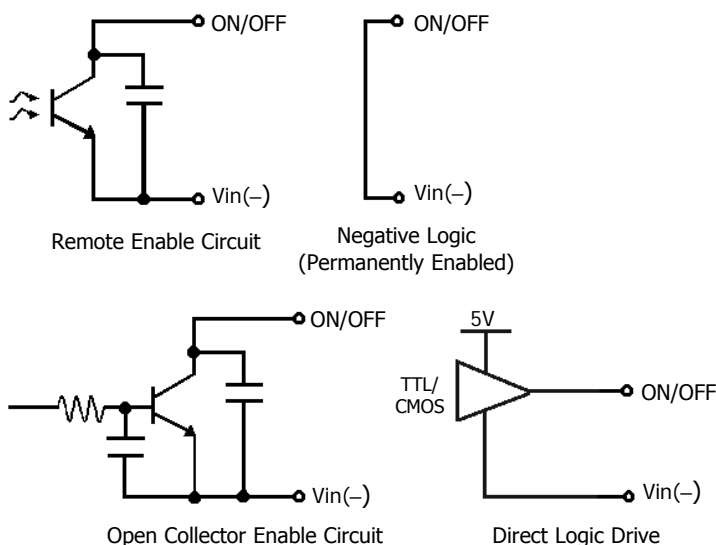 ON/OFF
Vin(–)
Remote Enable Circuit
ON/OFF
Vin(–)
Negative Logic
(Permanently Enabled)
ON/OFF
Vin(–)
Open Collector Enable Circuit
5V
TTL/
CMOS
ON/OFF
Vin(–)
Direct Logic Drive